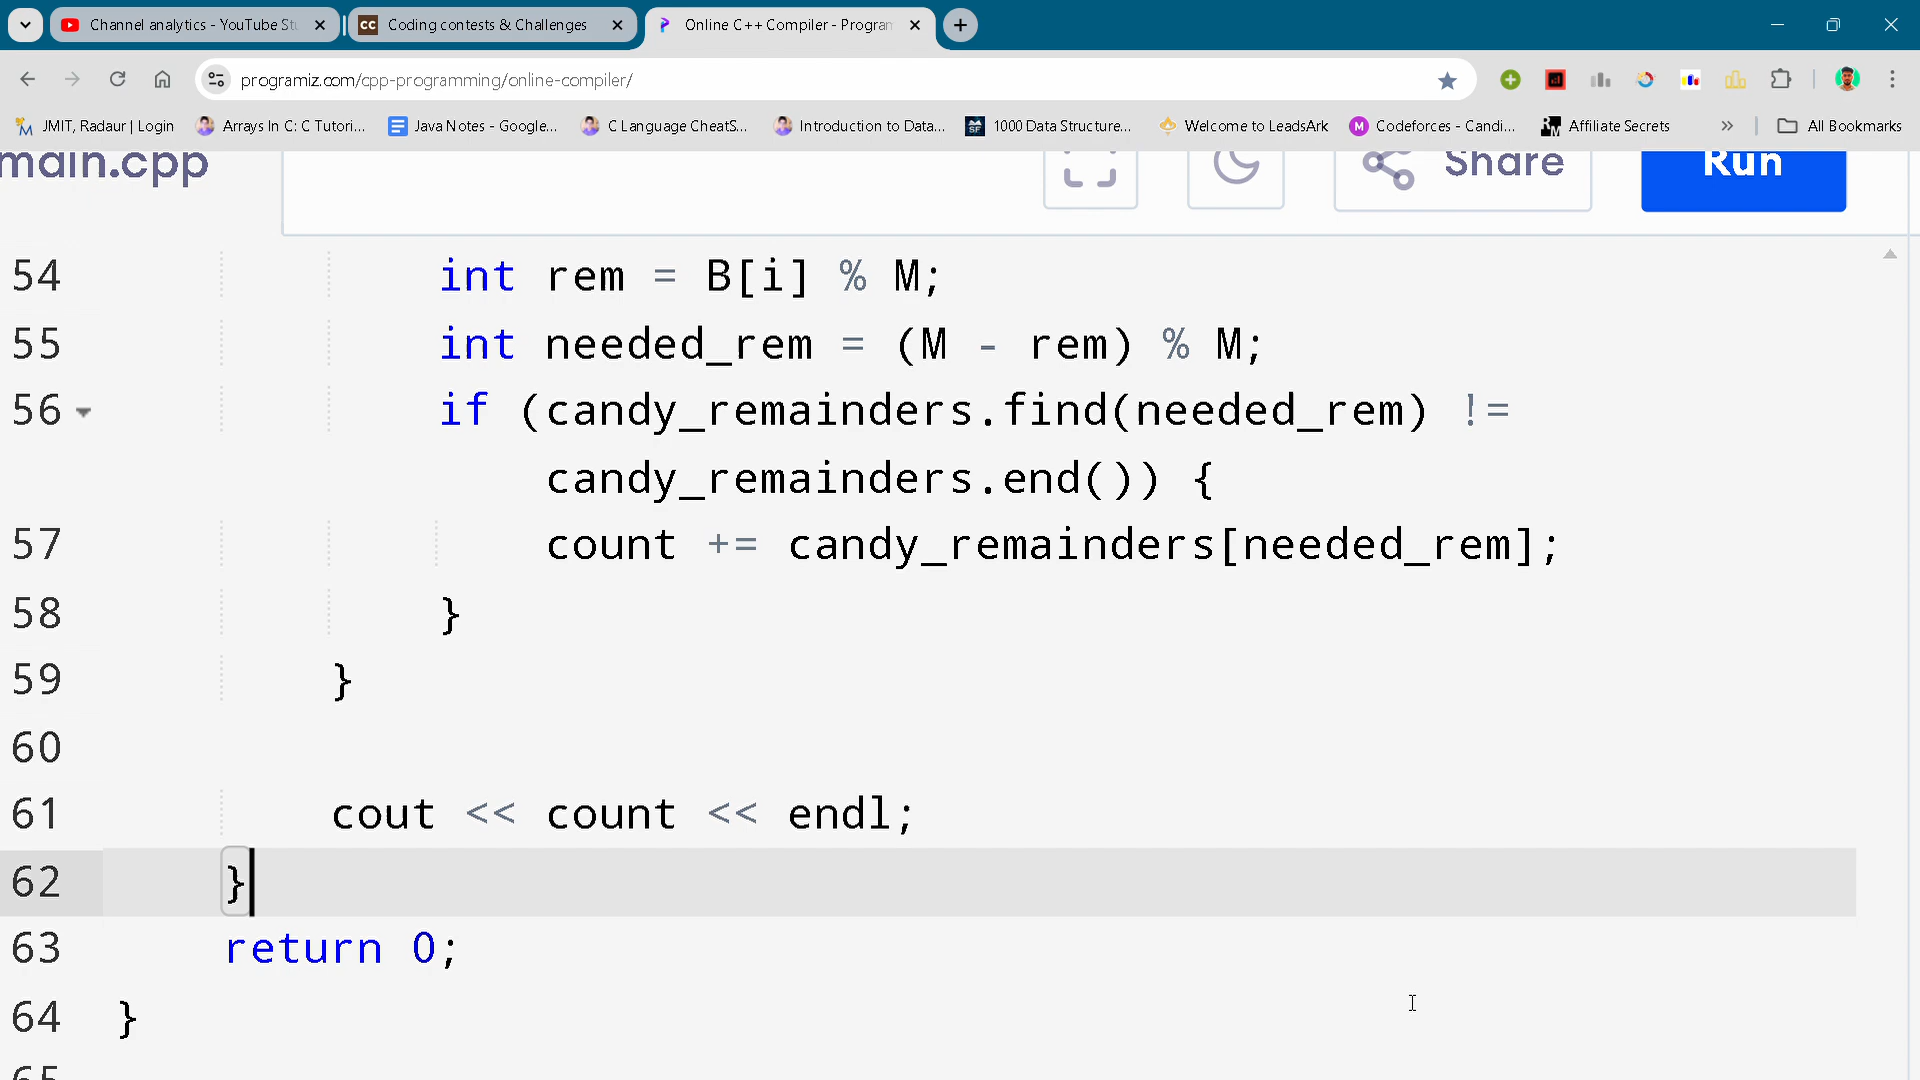 Channel analytics - YouTube St
Coding contests & Challenges
Online C++ Compiler - Progran
programiz.com/cpp-programming/online-compiler/
JMIT, Radaur | Login
Arrays In C: C Tutori...
Java Notes - Google...
C Language CheatS...
Introduction to Data...
1000 Data Structure...
Welcome to LeadsArk
Codeforces - Candi...
Affiliate Secrets
All Bookmarks
main.cpp
Share
Run
54 int rem = B[i] % M;
55 int needed_rem = (M - rem) % M;
56 if (candy_remainders.find(needed_rem) !=
candy_remainders.end()) {
57 count += candy_remainders[needed_rem];
58 }
59 }
60
61 cout << count << endl;
62 }
63 return 0;
64 }
65